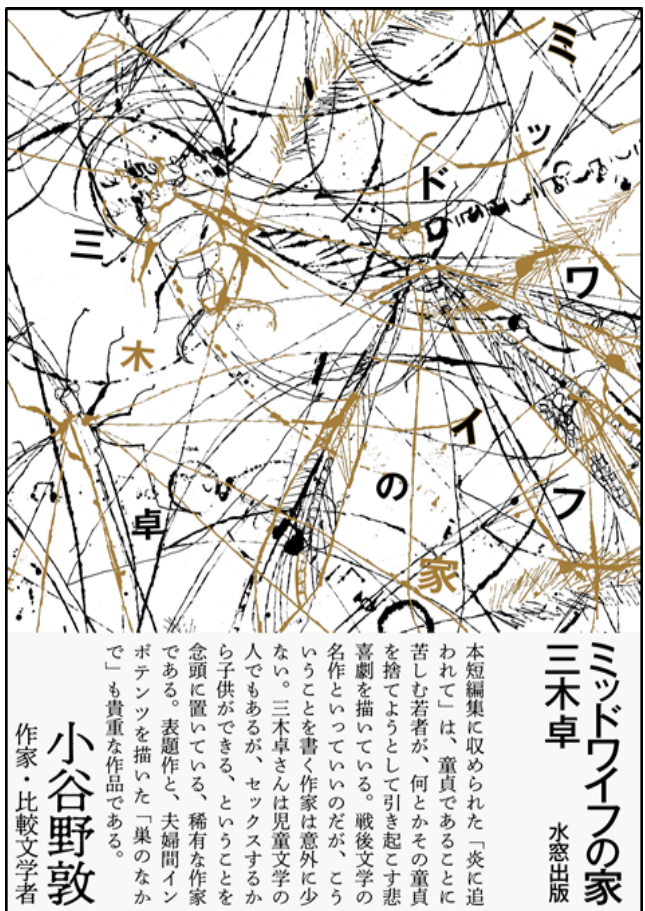 ミッドワイフの家
三木卓
ミッドワイフの家
三木卓
水窓出版
本短編集に収められた「炎に追
われて」は、童貞であることに
苦しむ若者が、何とかその童貞
を捨てようとして引き起こす悲
喜劇を描いている。戦後文学の
名作といっていいのだが、こう
いうことを書く作家は意外に少
ない。三木卓さんは児童文学の
人でもあるが、セックスするか
ら子供ができる、ということを
念頭に置いている、稀有な作家
である。表題作と、夫婦間イン
ポテンツを描いた「巣のなか
で」も貴重な作品である。
小谷野敦
作家・比較文学者